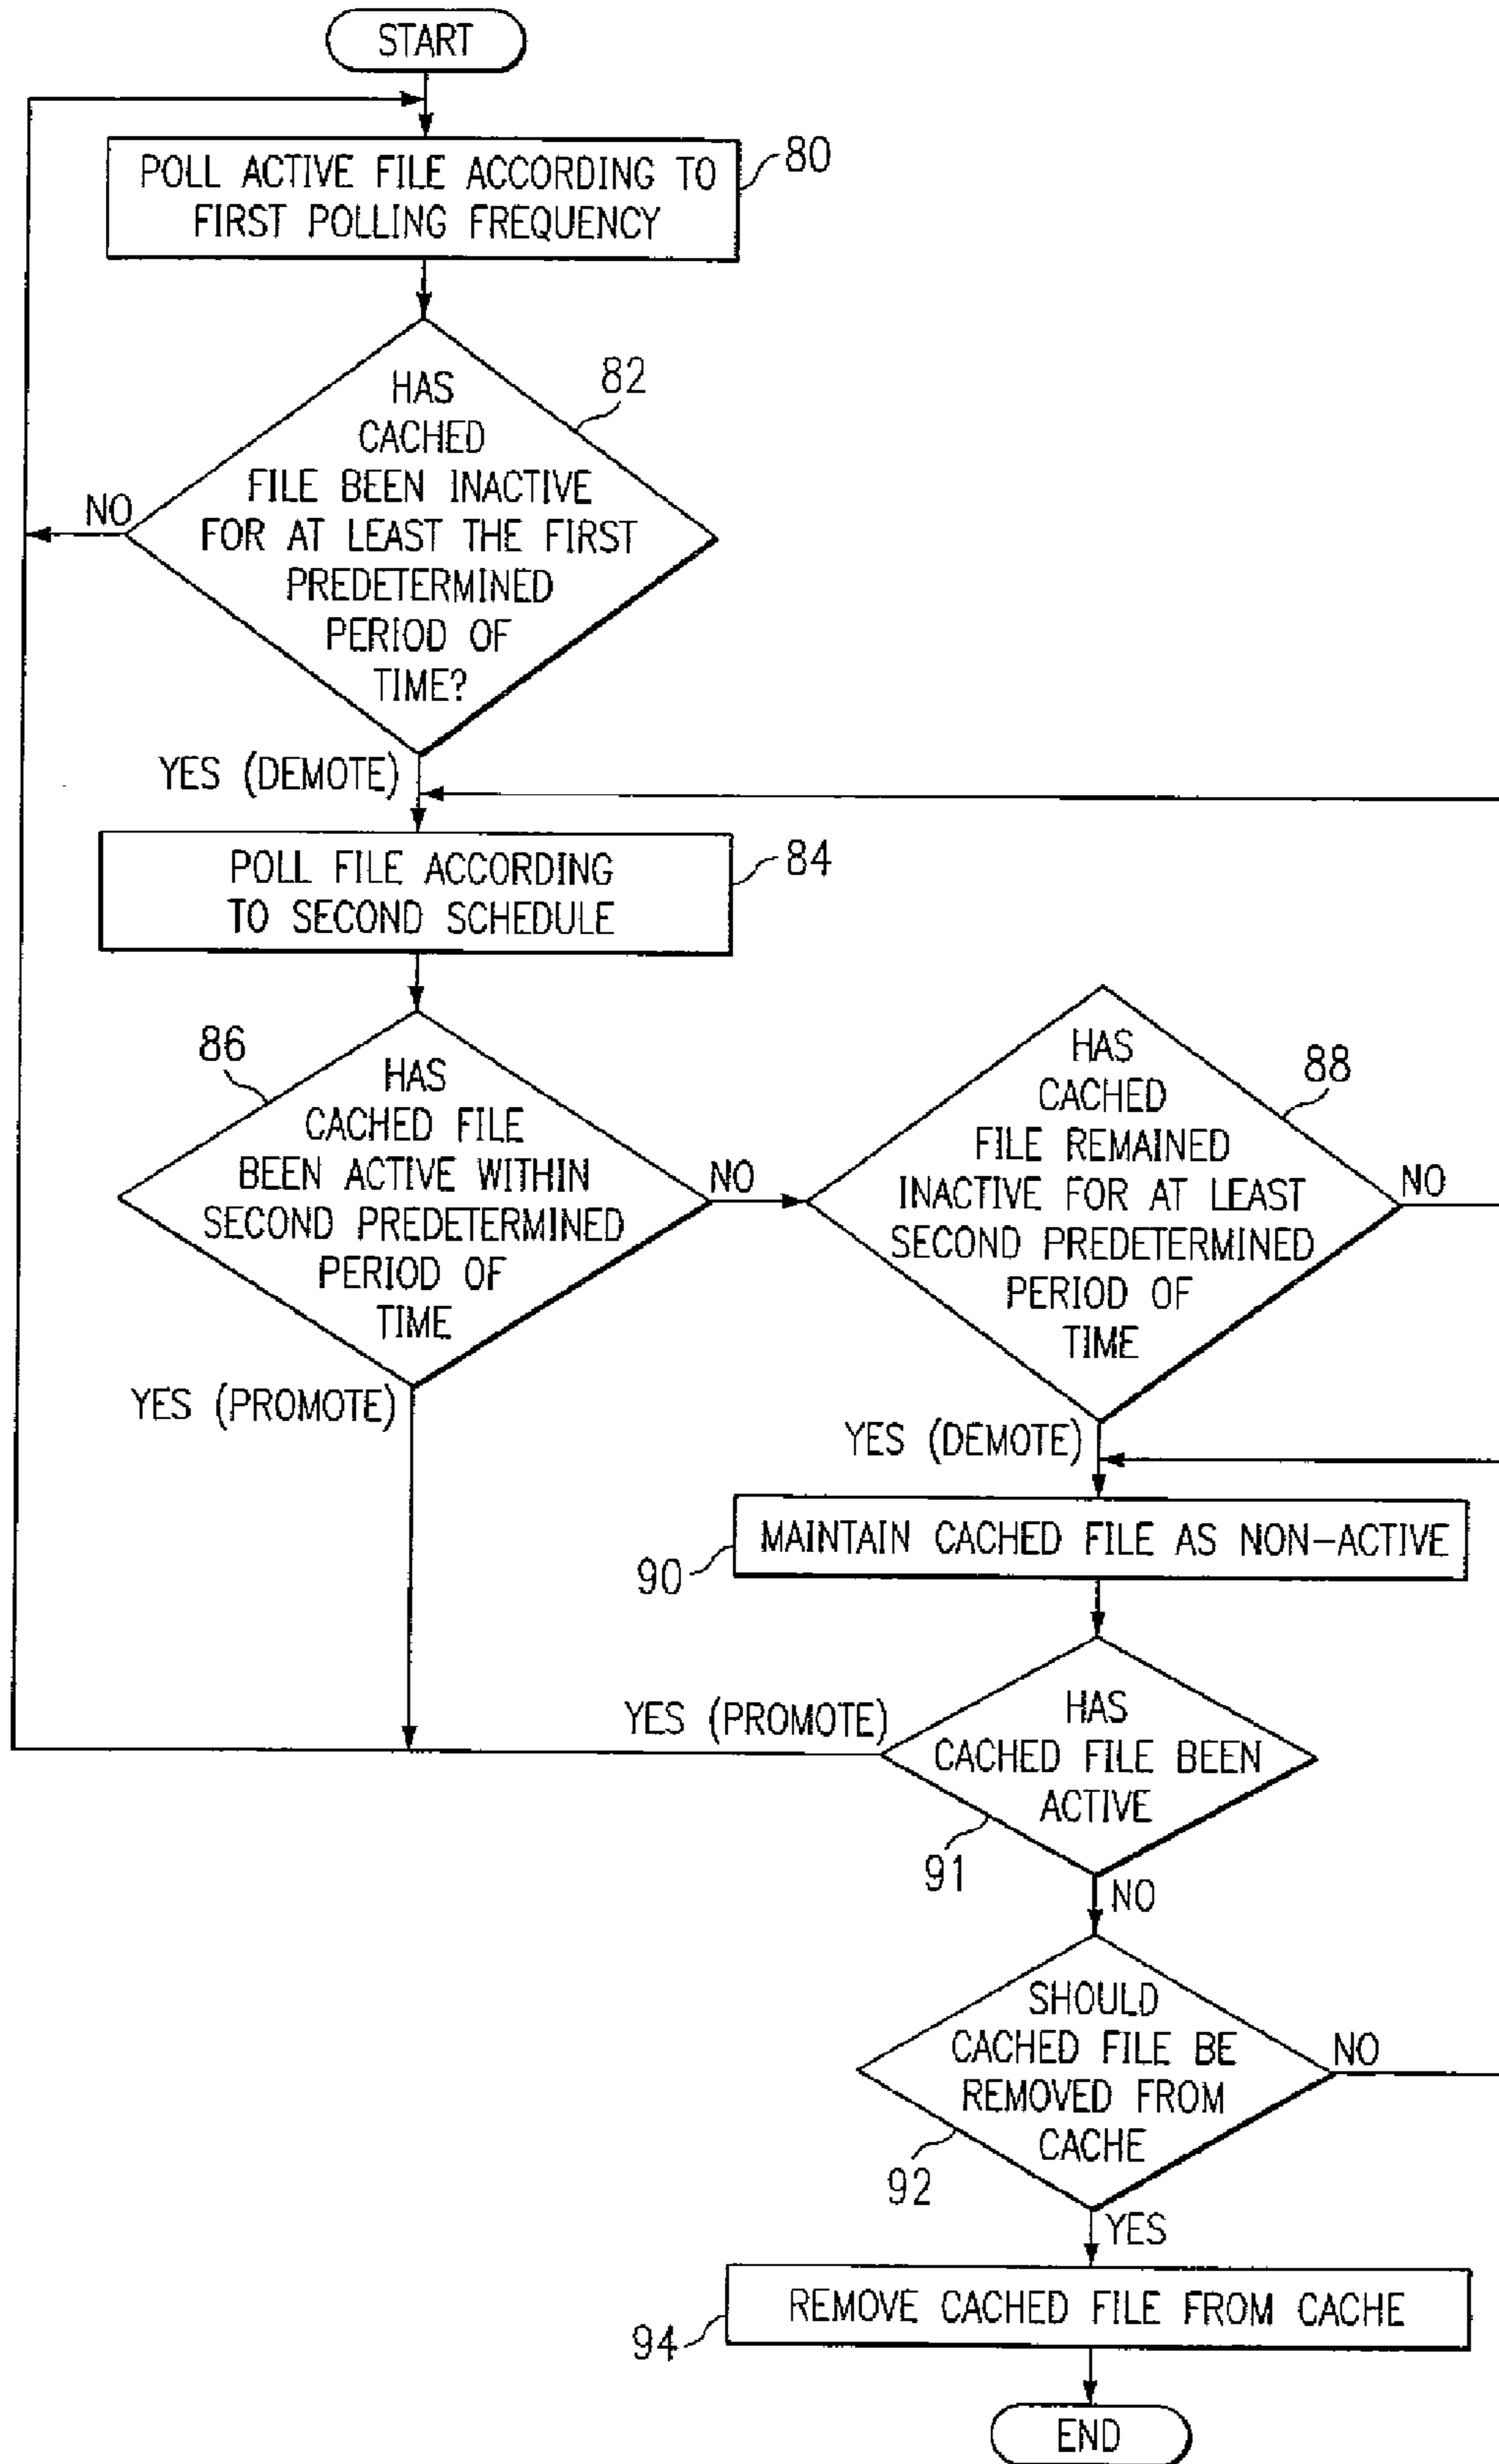 START
POLL ACTIVE FILE ACCORDING TO
FIRST POLLING FREQUENCY
80
HAS
CACHED
FILE BEEN INACTIVE
FOR AT LEAST THE FIRST
PREDETERMINED
PERIOD OF
TIME?
82
NO
YES (DEMOTE)
POLL FILE ACCORDING
TO SECOND SCHEDULE
84
86
HAS
CACHED FILE
BEEN ACTIVE WITHIN
SECOND PREDETERMINED
PERIOD OF
TIME
NO
YES (PROMOTE)
HAS
CACHED
FILE REMAINED
INACTIVE FOR AT LEAST
SECOND PREDETERMINED
PERIOD OF
TIME
88
NO
YES (DEMOTE)
MAINTAIN CACHED FILE AS NON-ACTIVE
90
YES (PROMOTE)
HAS
CACHED FILE BEEN
ACTIVE
91
NO
SHOULD
CACHED FILE BE
REMOVED FROM
CACHE
NO
92
YES
REMOVE CACHED FILE FROM CACHE
94
END